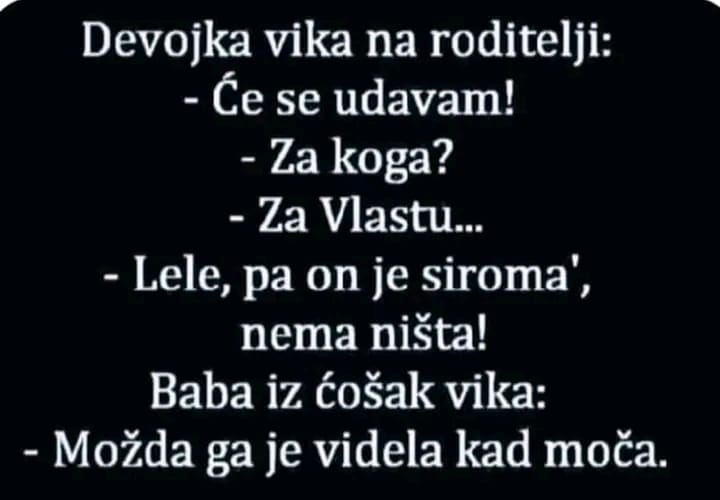 Devojka vika na roditelji:
- Će se udavam!
- Za koga?
- Za Vlastu...
- Lele, pa on je siroma',
nema ništa!
Baba iz ćošak vika:
- Možda ga je videla kad moča.